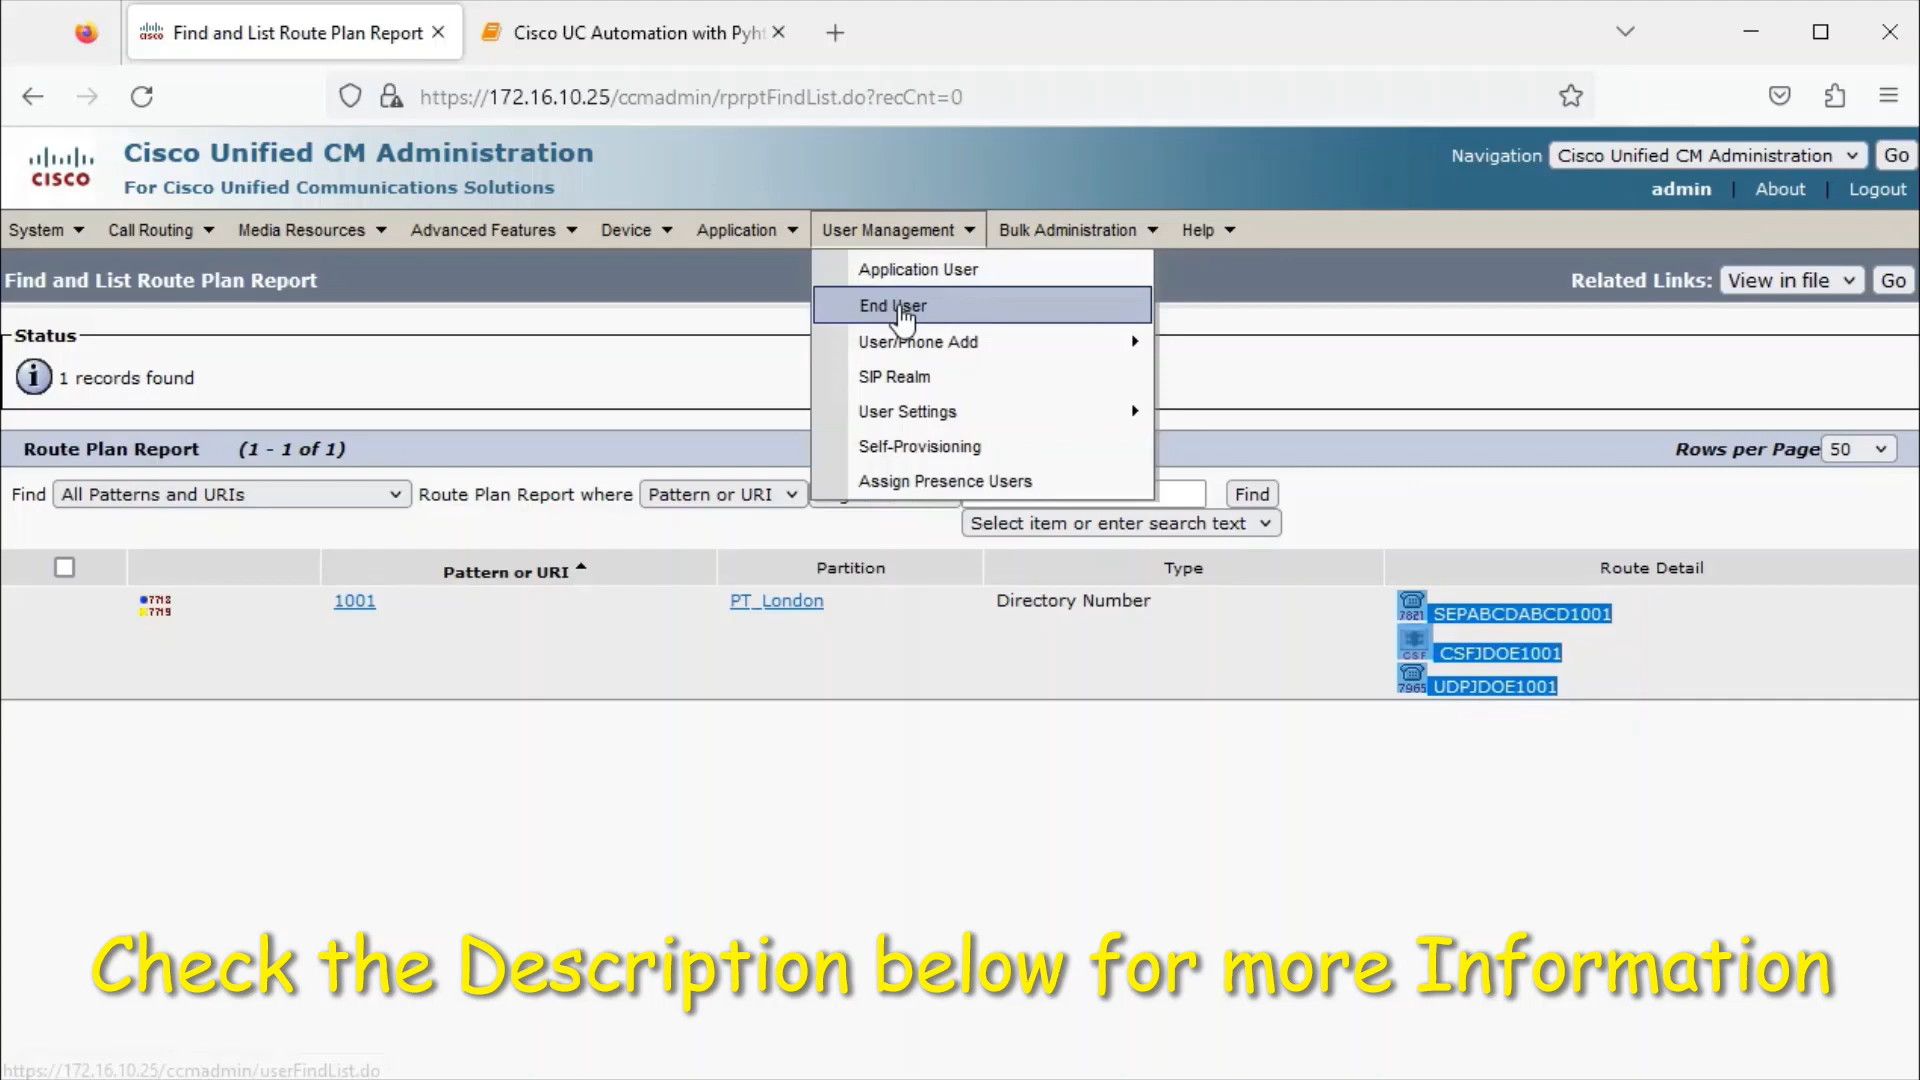 Find and List Route Plan Report
Cisco UC Automation with Pyht
https://172.16.10.25/ccmadmin/rprptFindList.do?recCnt=0
CISCO
Cisco Unified CM Administration
For Cisco Unified Communications Solutions
Navigation Cisco Unified CM Administration Go
admin | About | Logout
System Call Routing Media Resources Advanced Features Device Application User Management Bulk Administration Help
Find and List Route Plan Report
Related Links: View in file Go
Application User
End User
User/Phone Add
SIP Realm
User Settings
Self-Provisioning
Assign Presence Users
Status
1 records found
Route Plan Report (1 - 1 of 1)
Rows per Page 50
Find All Patterns and URIs Route Plan Report where Pattern or URI Find
Select item or enter search text
Pattern or URI Partition Type Route Detail
7718
7719
1001 PT_London Directory Number
7821 SEPABCDABCD1001
CSF CSFJDOE1001
7965 UDPJDOE1001
Check the Description below for more Information
https://172.16.10.25/ccmadmin/userFindList.do